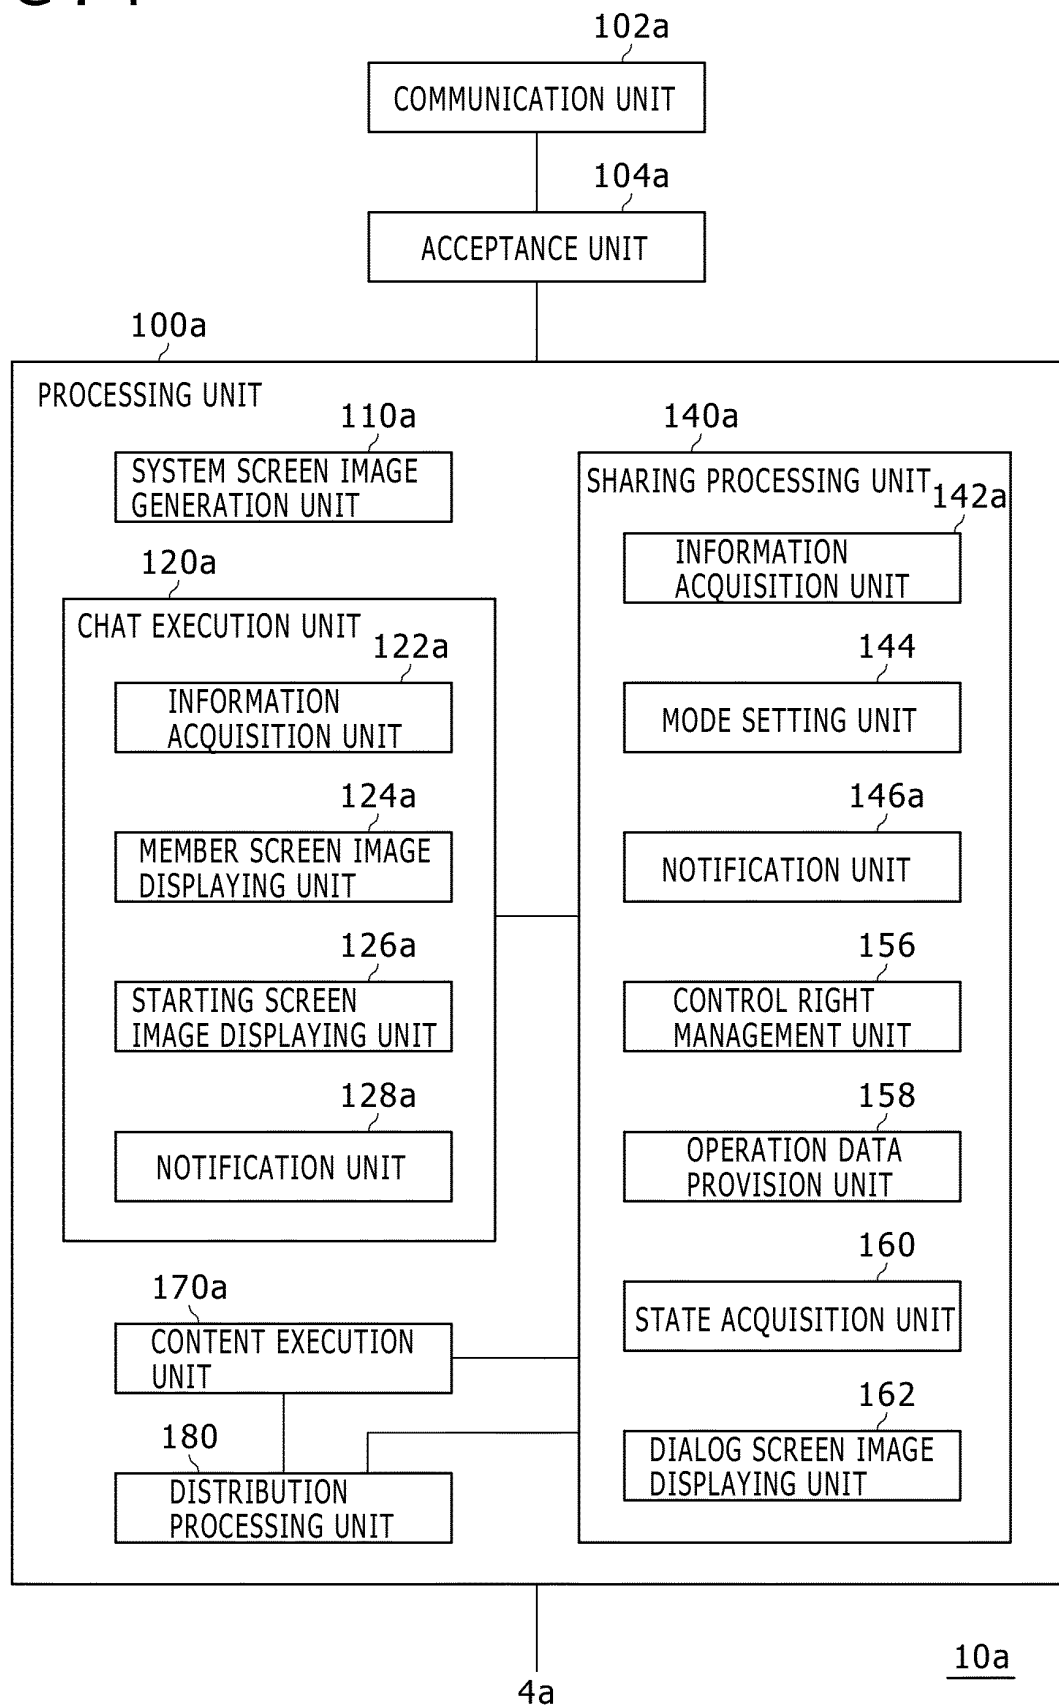 102a
COMMUNICATION UNIT
104a
ACCEPTANCE UNIT
100a
PROCESSING UNIT
110a
SYSTEM SCREEN IMAGE
GENERATION UNIT
120a
CHAT EXECUTION UNIT
122a
INFORMATION
ACQUISITION UNIT
124a
MEMBER SCREEN IMAGE
DISPLAYING UNIT
126a
STARTING SCREEN
IMAGE DISPLAYING UNIT
128a
NOTIFICATION UNIT
170a
CONTENT EXECUTION
UNIT
180
DISTRIBUTION
PROCESSING UNIT
140a
SHARING PROCESSING UNIT
142a
INFORMATION
ACQUISITION UNIT
144
MODE SETTING UNIT
146a
NOTIFICATION UNIT
156
CONTROL RIGHT
MANAGEMENT UNIT
158
OPERATION DATA
PROVISION UNIT
160
STATE ACQUISITION UNIT
162
DIALOG SCREEN IMAGE
DISPLAYING UNIT
10a
4a